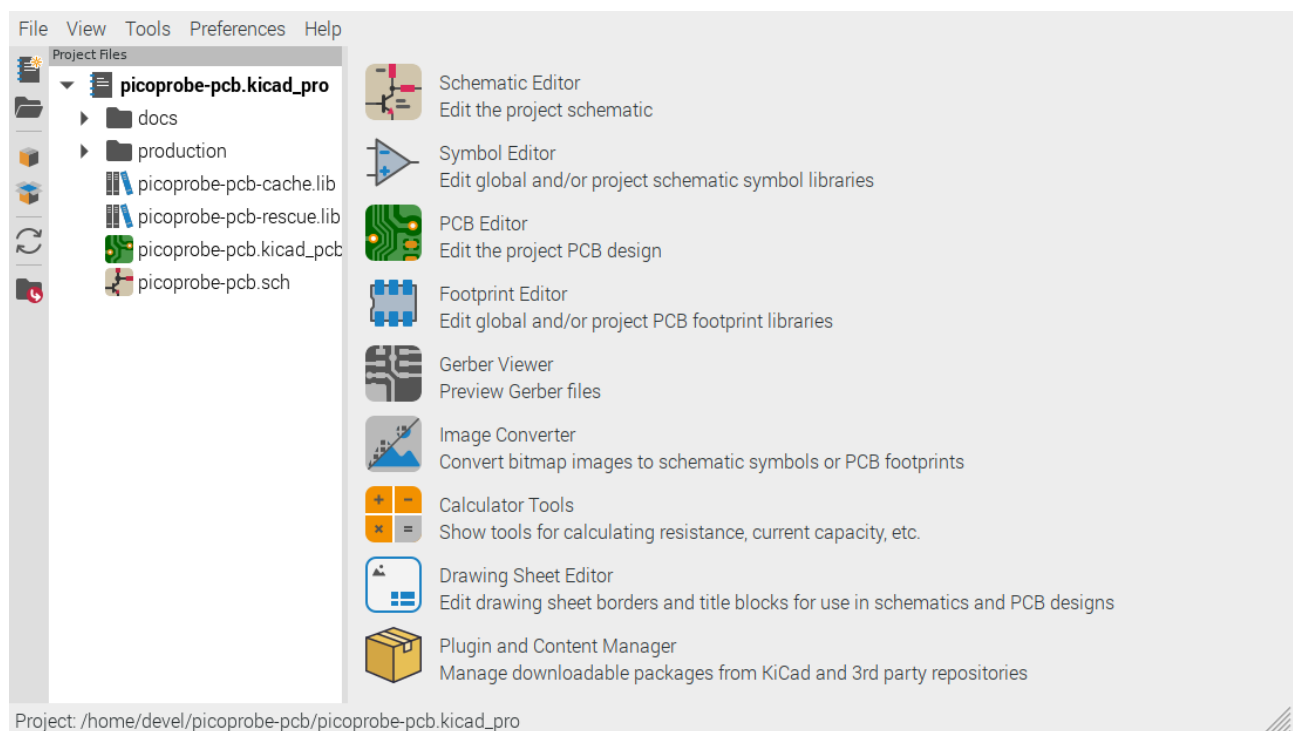 File View Tools Preferences Help
Project Files
picoprobe-pcb.kicad_pro
docs
production
picoprobe-pcb-cache.lib
picoprobe-pcb-rescue.lib
picoprobe-pcb.kicad_pcb
picoprobe-pcb.sch
Schematic Editor
Edit the project schematic
Symbol Editor
Edit global and/or project schematic symbol libraries
PCB Editor
Edit the project PCB design
Footprint Editor
Edit global and/or project PCB footprint libraries
Gerber Viewer
Preview Gerber files
Image Converter
Convert bitmap images to schematic symbols or PCB footprints
Calculator Tools
Show tools for calculating resistance, current capacity, etc.
Drawing Sheet Editor
Edit drawing sheet borders and title blocks for use in schematics and PCB designs
Plugin and Content Manager
Manage downloadable packages from KiCad and 3rd party repositories
Project: /home/devel/picoprobe-pcb/picoprobe-pcb.kicad_pro